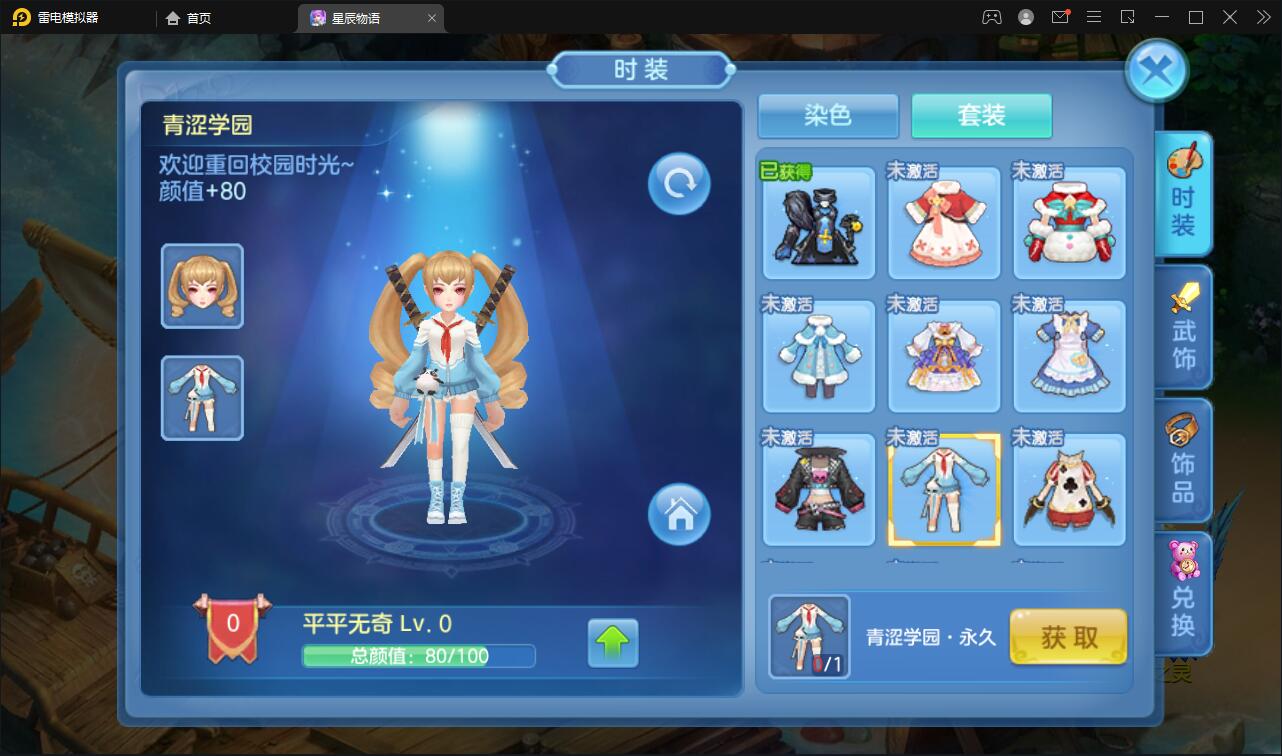 雷电模拟器
首页
星辰物语
时装
青涩学园
欢迎重回校园时光~
颜值+80
染色
套装
已获得
未激活
未激活
未激活
未激活
未激活
未激活
未激活
未激活
时装
武饰
饰品
兑换
0
平平无奇 Lv. 0
总颜值：80/100
0/1
青涩学园·永久
获取
之灵